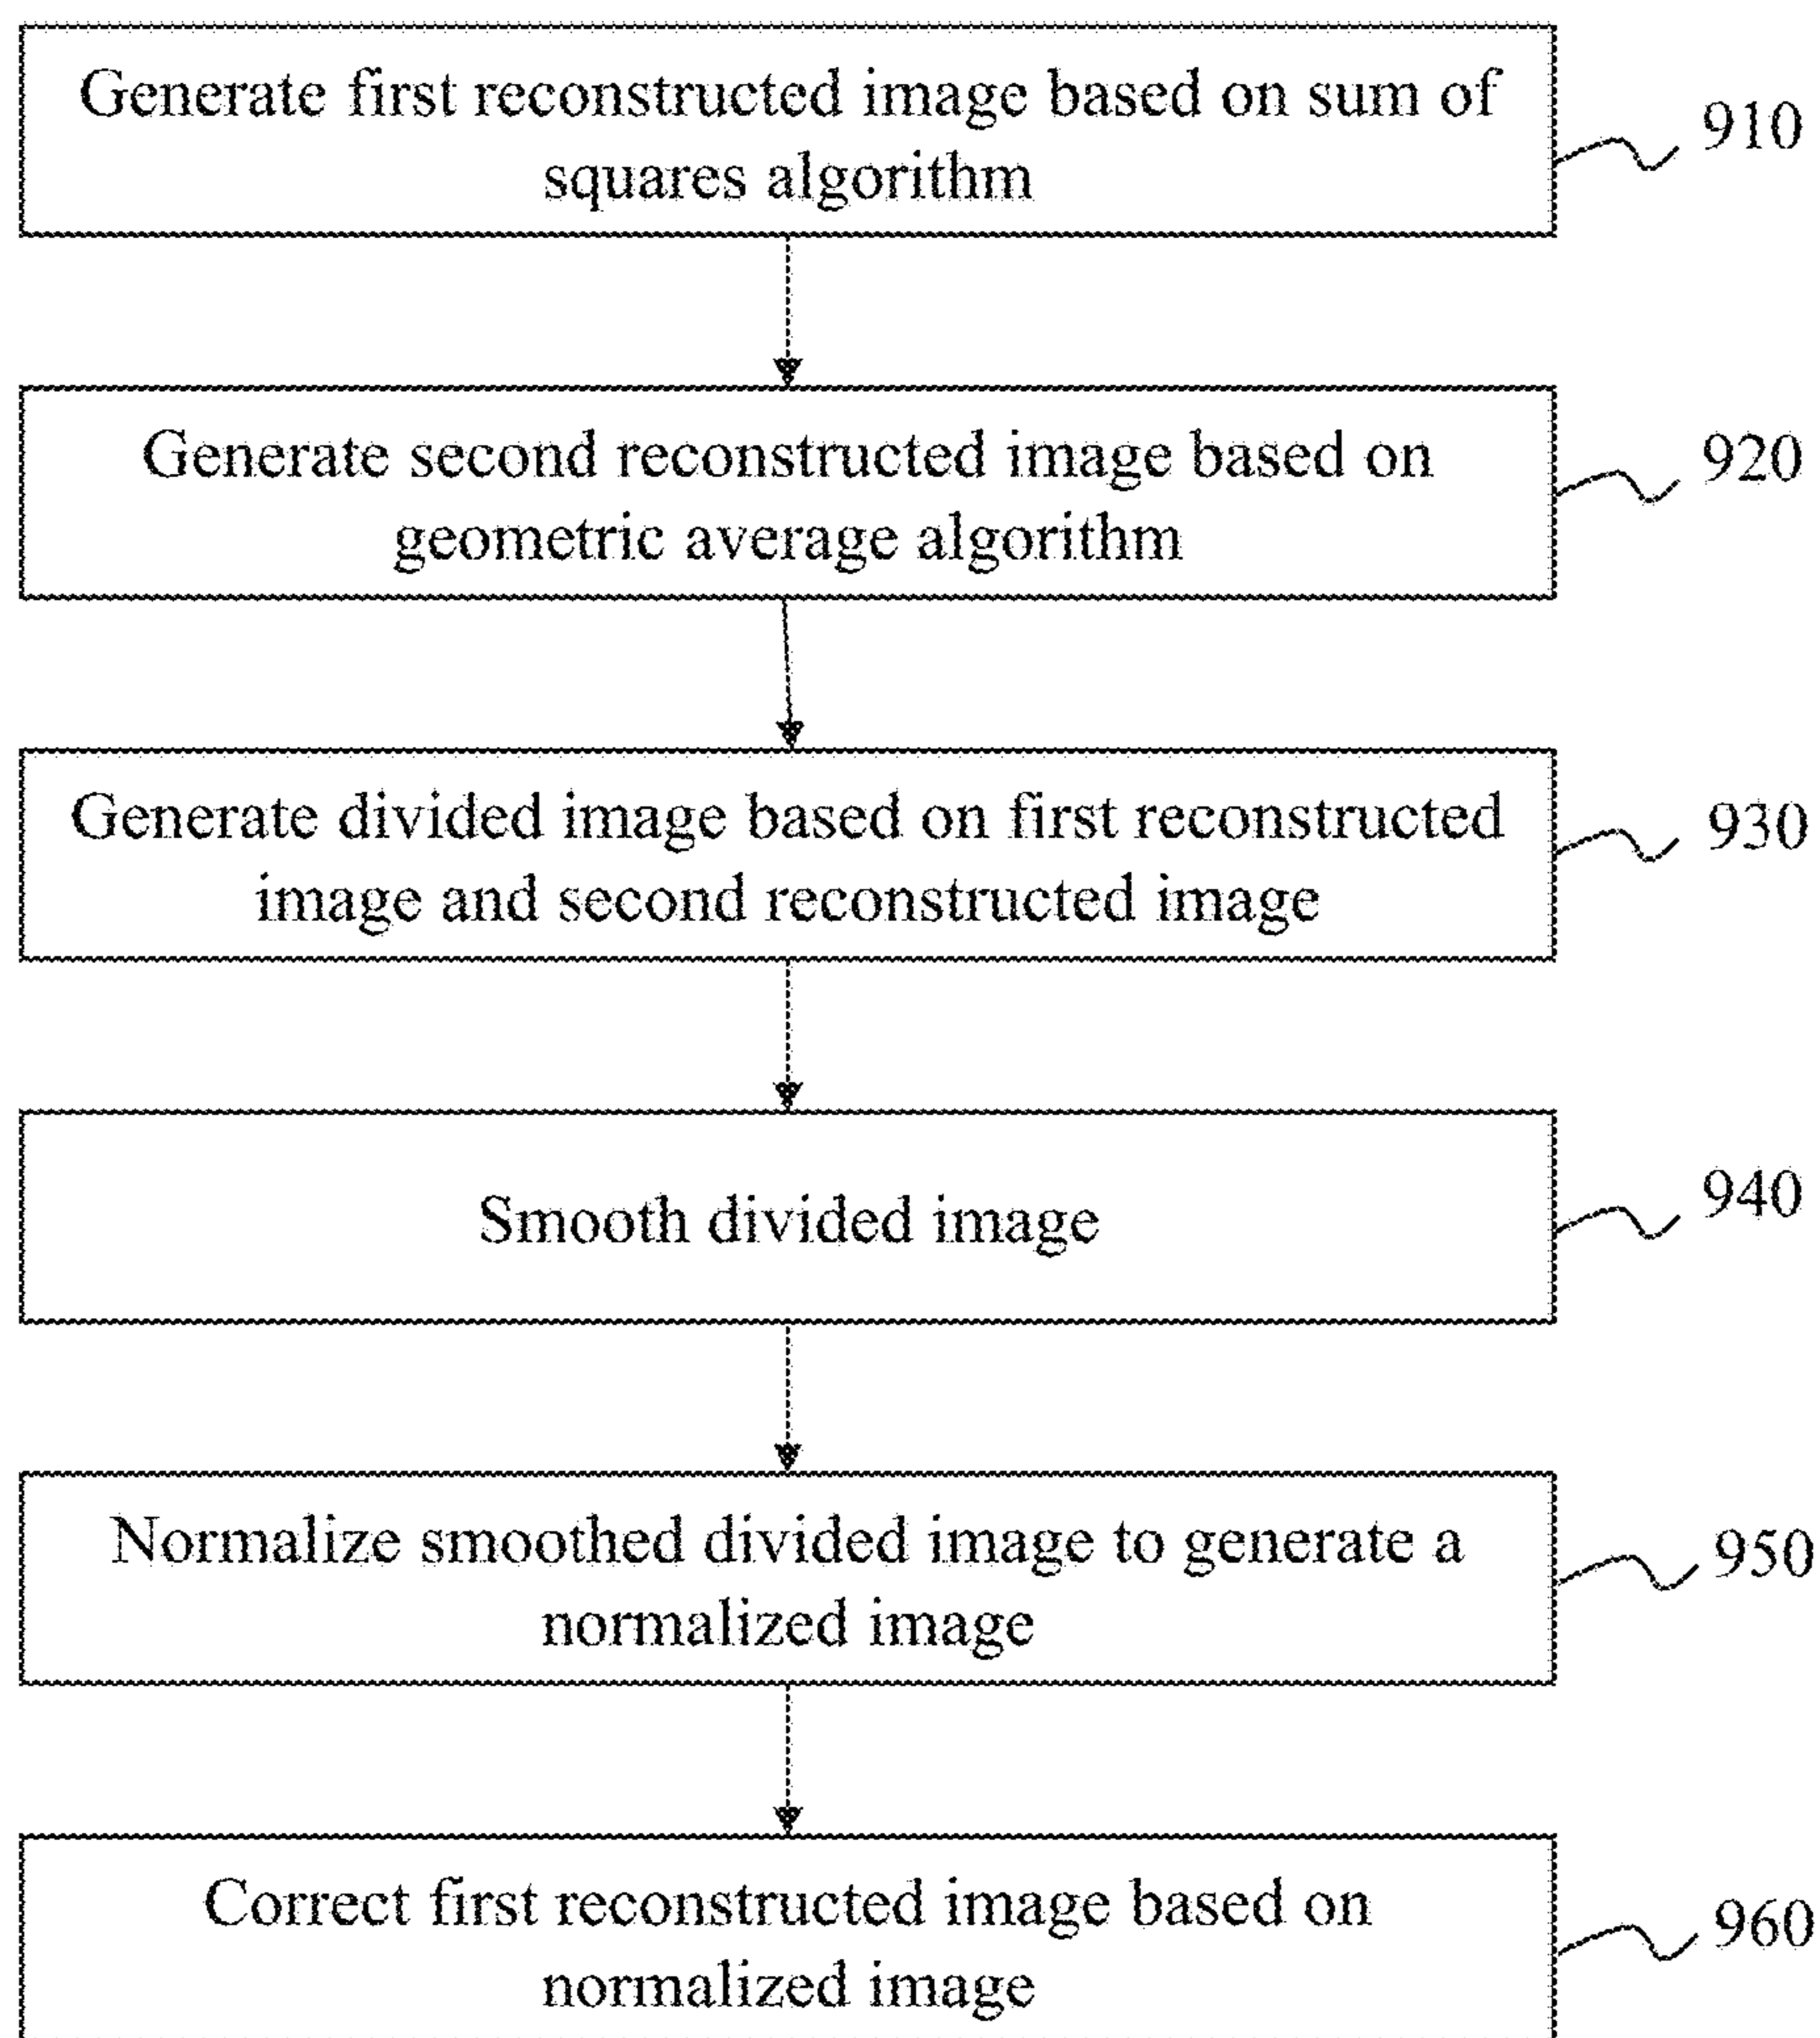 Generate first reconstructed image based on sum of
squares algorithm
910
Generate second reconstructed image based on
geometric average algorithm
920
Generate divided image based on first reconstructed
image and second reconstructed image
930
Smooth divided image
940
Normalize smoothed divided image to generate a
normalized image
950
Correct first reconstructed image based on
normalized image
960